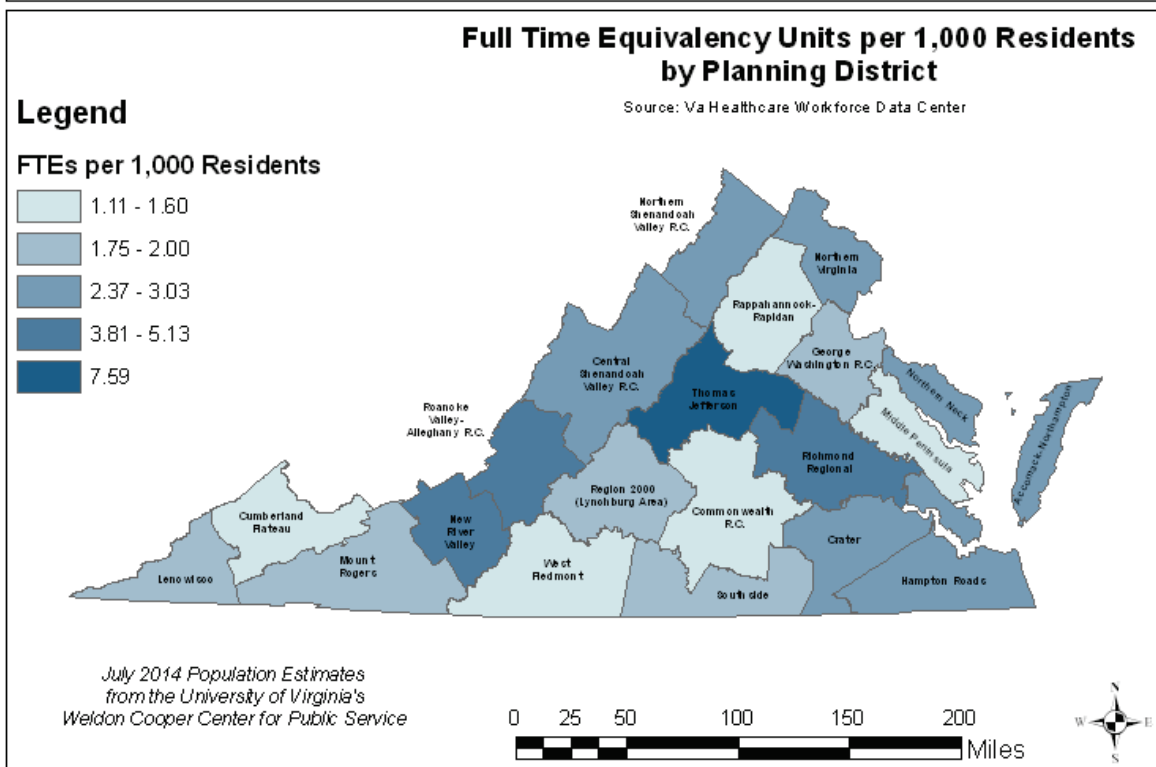 Full Time Equivalency Units per 1,000 Residents
by Planning District
Source: Va Healthcare Workforce Data Center
Legend
FTEs per 1,000 Residents
1.11 - 1.60
1.75 - 2.00
2.37 - 3.03
3.81 - 5.13
7.59
Northern
Shenandoah
Valley R.C.
Northern
Virginia
Rappahannock-
Rapidan
George
Washington R.C.
Central
Shenandoah
Valley R.C.
Northern Neck
Thomas
Jefferson
Middle Peninsula
Accomack-Northampton
Roanoke
Valley-
Alleghany R.C.
Richmond
Regional
Region 2000
(Lynchburg Area)
Commonwealth
R.C.
Cumberland
Plateau
New
River
Valley
Crater
Mount
Rogers
West
Piedmont
Lenowisco
Southside
Hampton Roads
July 2014 Population Estimates
from the University of Virginia's
Weldon Cooper Center for Public Service
0 25 50 100 150 200
Miles
N
W E
S